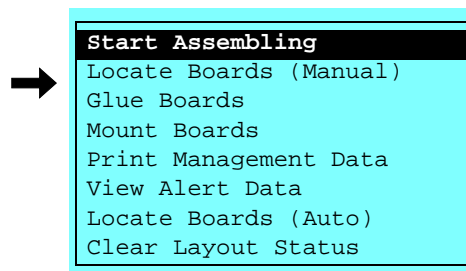 Start Assembling
Locate Boards (Manual)
Glue Boards
Mount Boards
Print Management Data
View Alert Data
Locate Boards (Auto)
Clear Layout Status